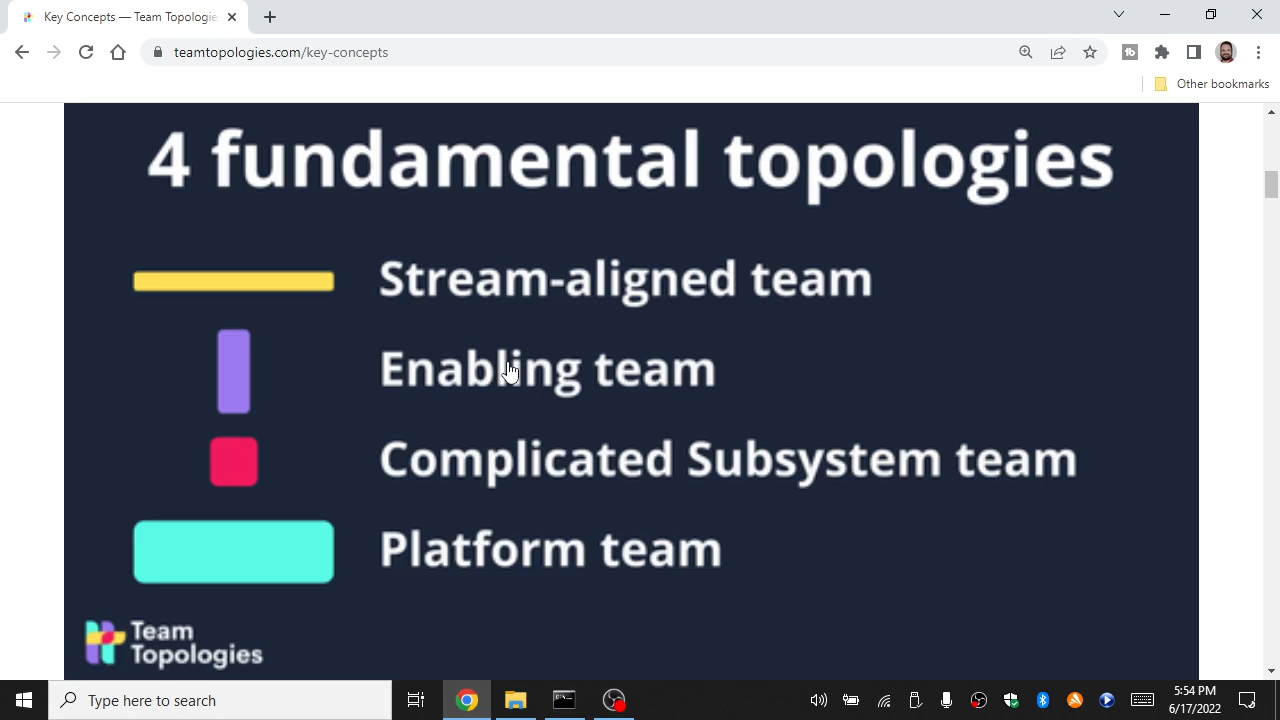 Key Concepts — Team Topologie
teamtopologies.com/key-concepts
Other bookmarks
4 fundamental topologies
Stream-aligned team
Enabling team
Complicated Subsystem team
Platform team
Team
Topologies
Type here to search
5:54 PM
6/17/2022